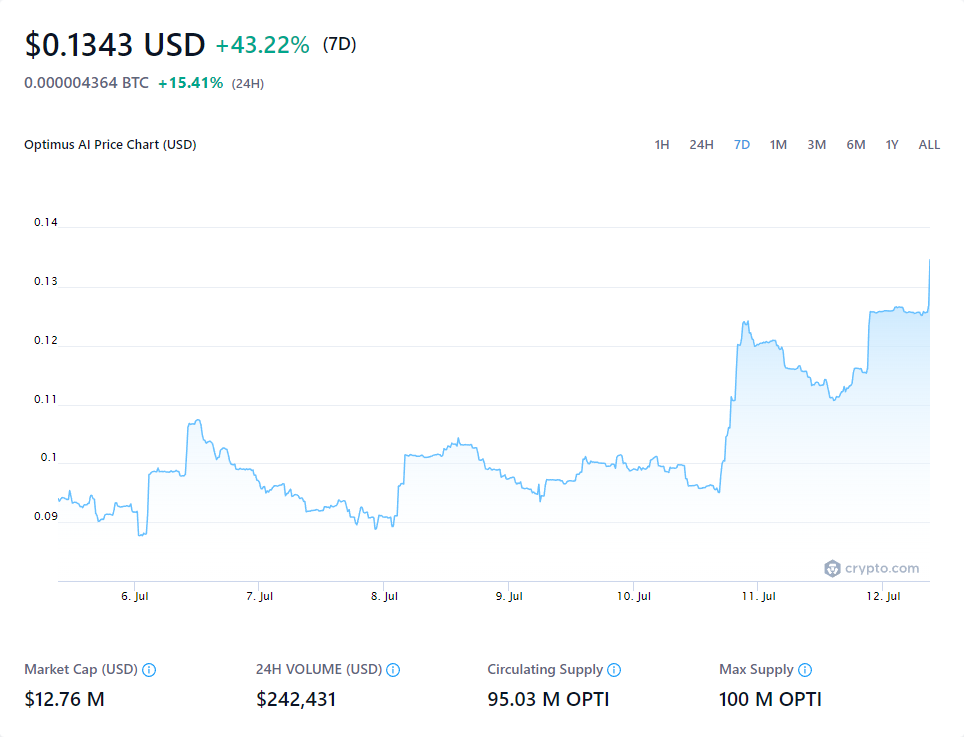 $0.1343 USD +43.22% (7D)
0.000004364 BTC +15.41% (24H)
Optimus AI Price Chart (USD) 1H 24H 7D 1M 3M 6M 1Y ALL
0.14
0.13
0.12
0.11
0.1
0.09
crypto.com
6. Jul 7. Jul 8. Jul 9. Jul 10. Jul 11. Jul 12. Jul
Market Cap (USD) 24H VOLUME (USD) Circulating Supply Max Supply
$12.76 M $242,431 95.03 M OPTI 100 M OPTI